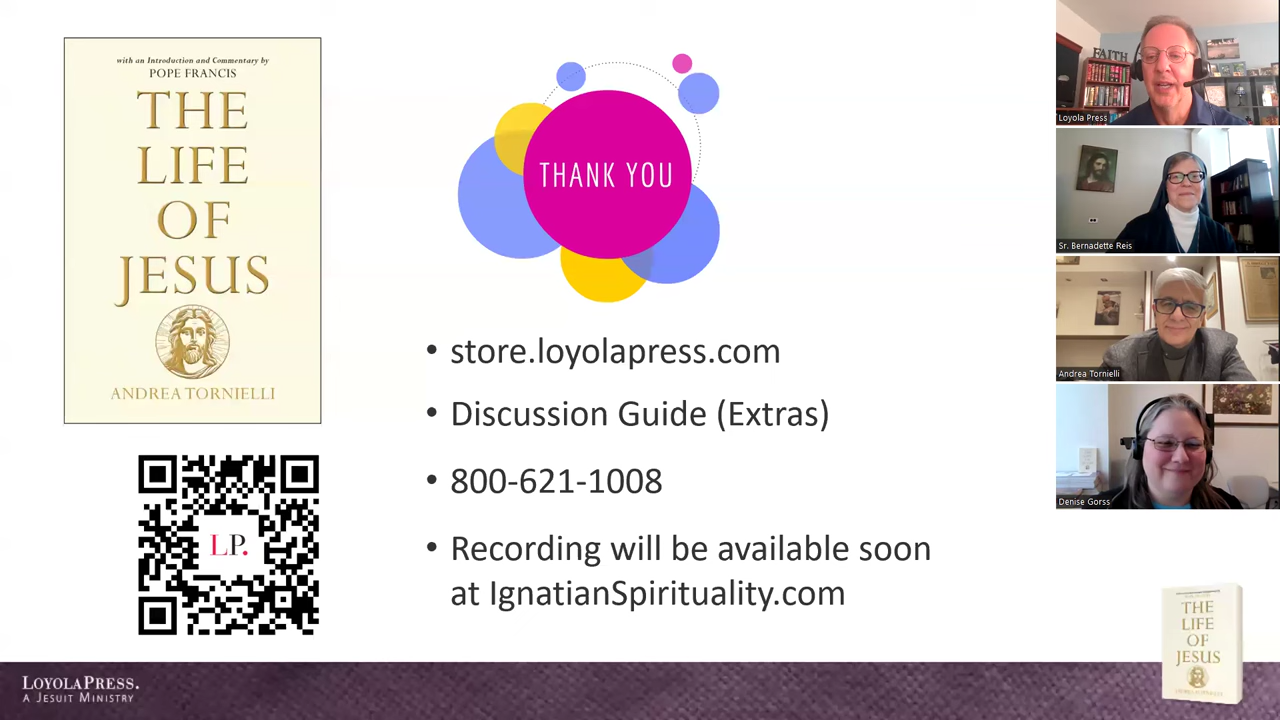 with an Introduction and Commentary by
POPE FRANCIS
THE
LIFE
OF
JESUS
ANDREA TORNIELLI
THANK YOU
• store.loyolapress.com
• Discussion Guide (Extras)
• 800-621-1008
• Recording will be available soon
at IgnatianSpirituality.com
LP.
FAITH
Loyola Press
Sr. Bernadette Reis
Andrea Tornielli
Denise Gorss
THE
LIFE
OF
JESUS
ANDREA TORNIELLI
LOYOLAPRESS.
A JESUIT MINISTRY